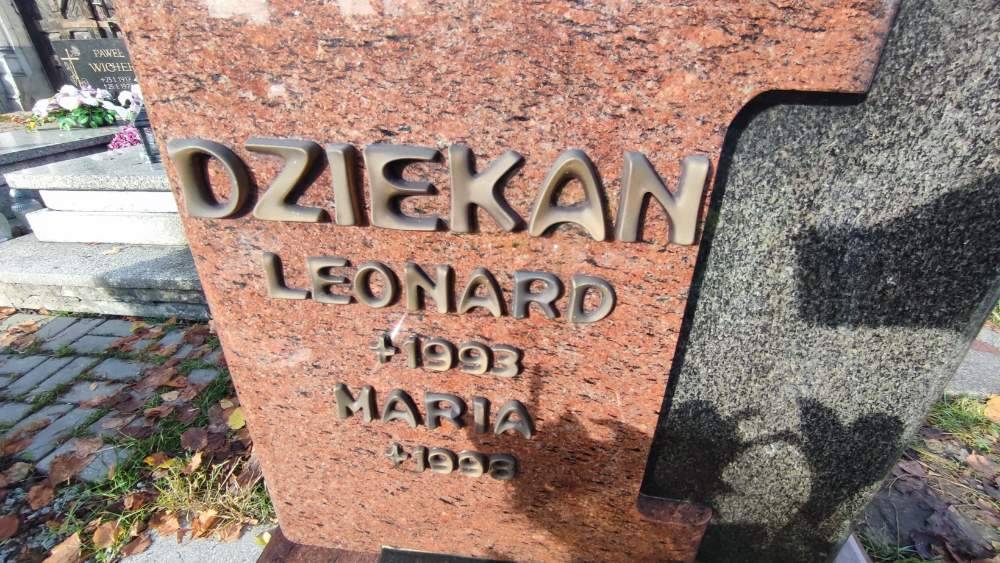 PAWEŁ
DZIEKAN
LEONARD
+1993
MARIA
+1998